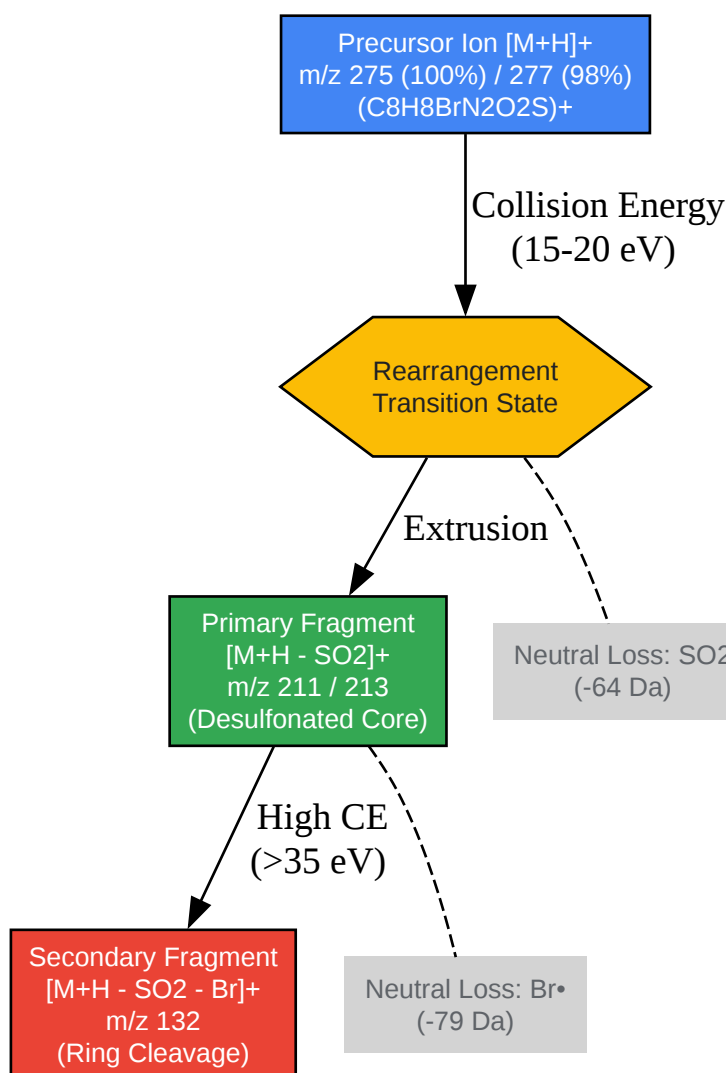 Precursor Ion [M+H]+
m/z 275 (100%) / 277 (98%)
(C8H8BrN2O2S)+
Collision Energy
(15-20 eV)
Rearrangement
Transition State
Extrusion
Primary Fragment
[M+H - SO2]+
m/z 211 / 213
(Desulfonated Core)
Neutral Loss: SO2
(-64 Da)
High CE
(>35 eV)
Secondary Fragment
[M+H - SO2 - Br]+
m/z 132
(Ring Cleavage)
Neutral Loss: Br•
(-79 Da)